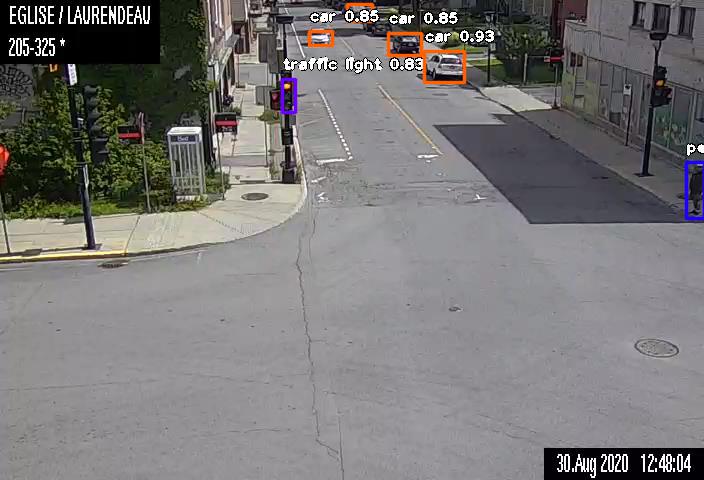 EGLISE / LAURENDEAU
205-325 *
car 0.85
car 0.85
car 0.93
traffic light 0.83
pe
Bell
30.Aug 2020 12:48:04